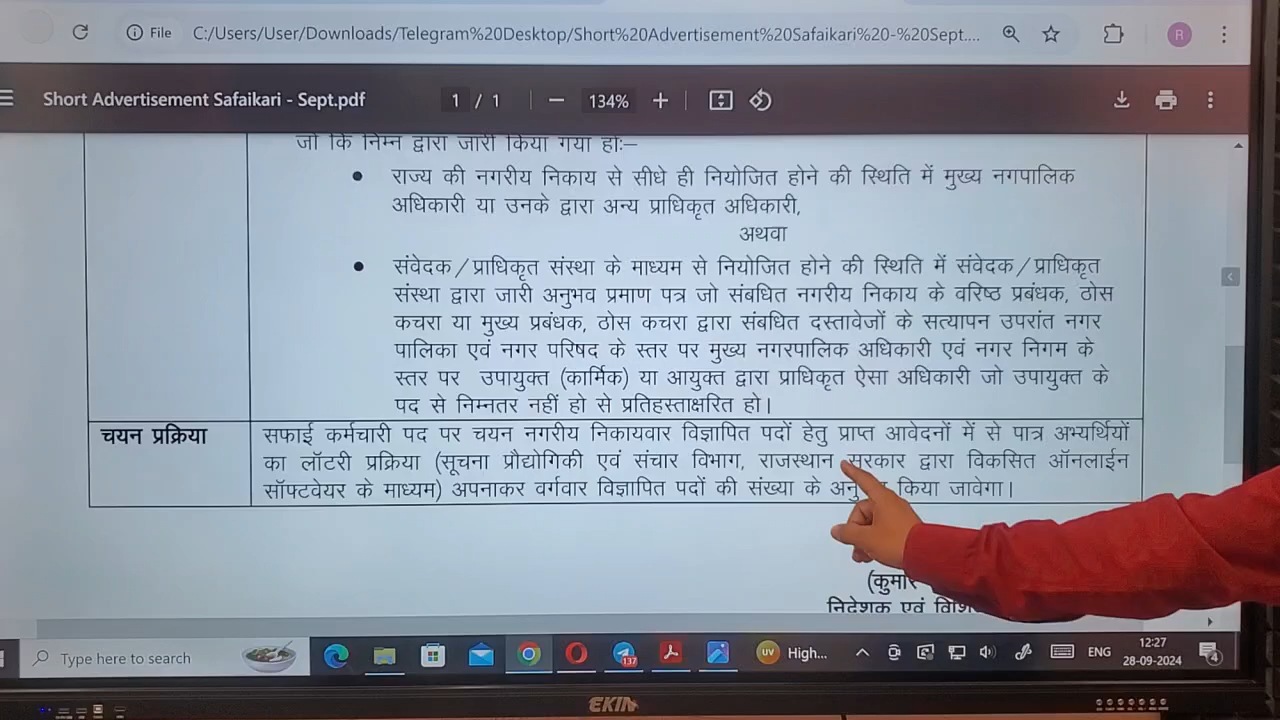 File
C:/Users/User/Downloads/Telegram%20Desktop/Short%20Advertisement%20Safaikari%20-%20Sept....
R
Short Advertisement Safaikari - Sept.pdf
1 / 1
134%
जो कि निम्न द्वारा जारी किया गया होः–
• राज्य की नगरीय निकाय से सीधे ही नियोजित होने की स्थिति में मुख्य नगपालिक
अधिकारी या उनके द्वारा अन्य प्राधिकृत अधिकारी,
अथवा
• संवेदक/प्राधिकृत संस्था के माध्यम से नियोजित होने की स्थिति में संवेदक/प्राधिकृत
संस्था द्वारा जारी अनुभव प्रमाण पत्र जो संबधित नगरीय निकाय के वरिष्ठ प्रबंधक, ठोस
कचरा या मुख्य प्रबंधक, ठोस कचरा द्वारा संबधित दस्तावेजों के सत्यापन उपरांत नगर
पालिका एवं नगर परिषद के स्तर पर मुख्य नगरपालिक अधिकारी एवं नगर निगम के
स्तर पर उपायुक्त (कार्मिक) या आयुक्त द्वारा प्राधिकृत ऐसा अधिकारी जो उपायुक्त के
पद से निम्नतर नहीं हो से प्रतिहस्ताक्षरित हो।
चयन प्रक्रिया
सफाई कर्मचारी पद पर चयन नगरीय निकायवार विज्ञापित पदों हेतु प्राप्त आवेदनों में से पात्र अभ्यर्थियों
का लॉटरी प्रक्रिया (सूचना प्रौद्योगिकी एवं संचार विभाग, राजस्थान सरकार द्वारा विकसित ऑनलाईन
सॉफ्टवेयर के माध्यम) अपनाकर वर्गवार विज्ञापित पदों की संख्या के किया जावेगा।
(कुमार
निदेशक एवं
Type here to search
137
UV
High...
ENG
12:27
28-09-2024
4
EKIN